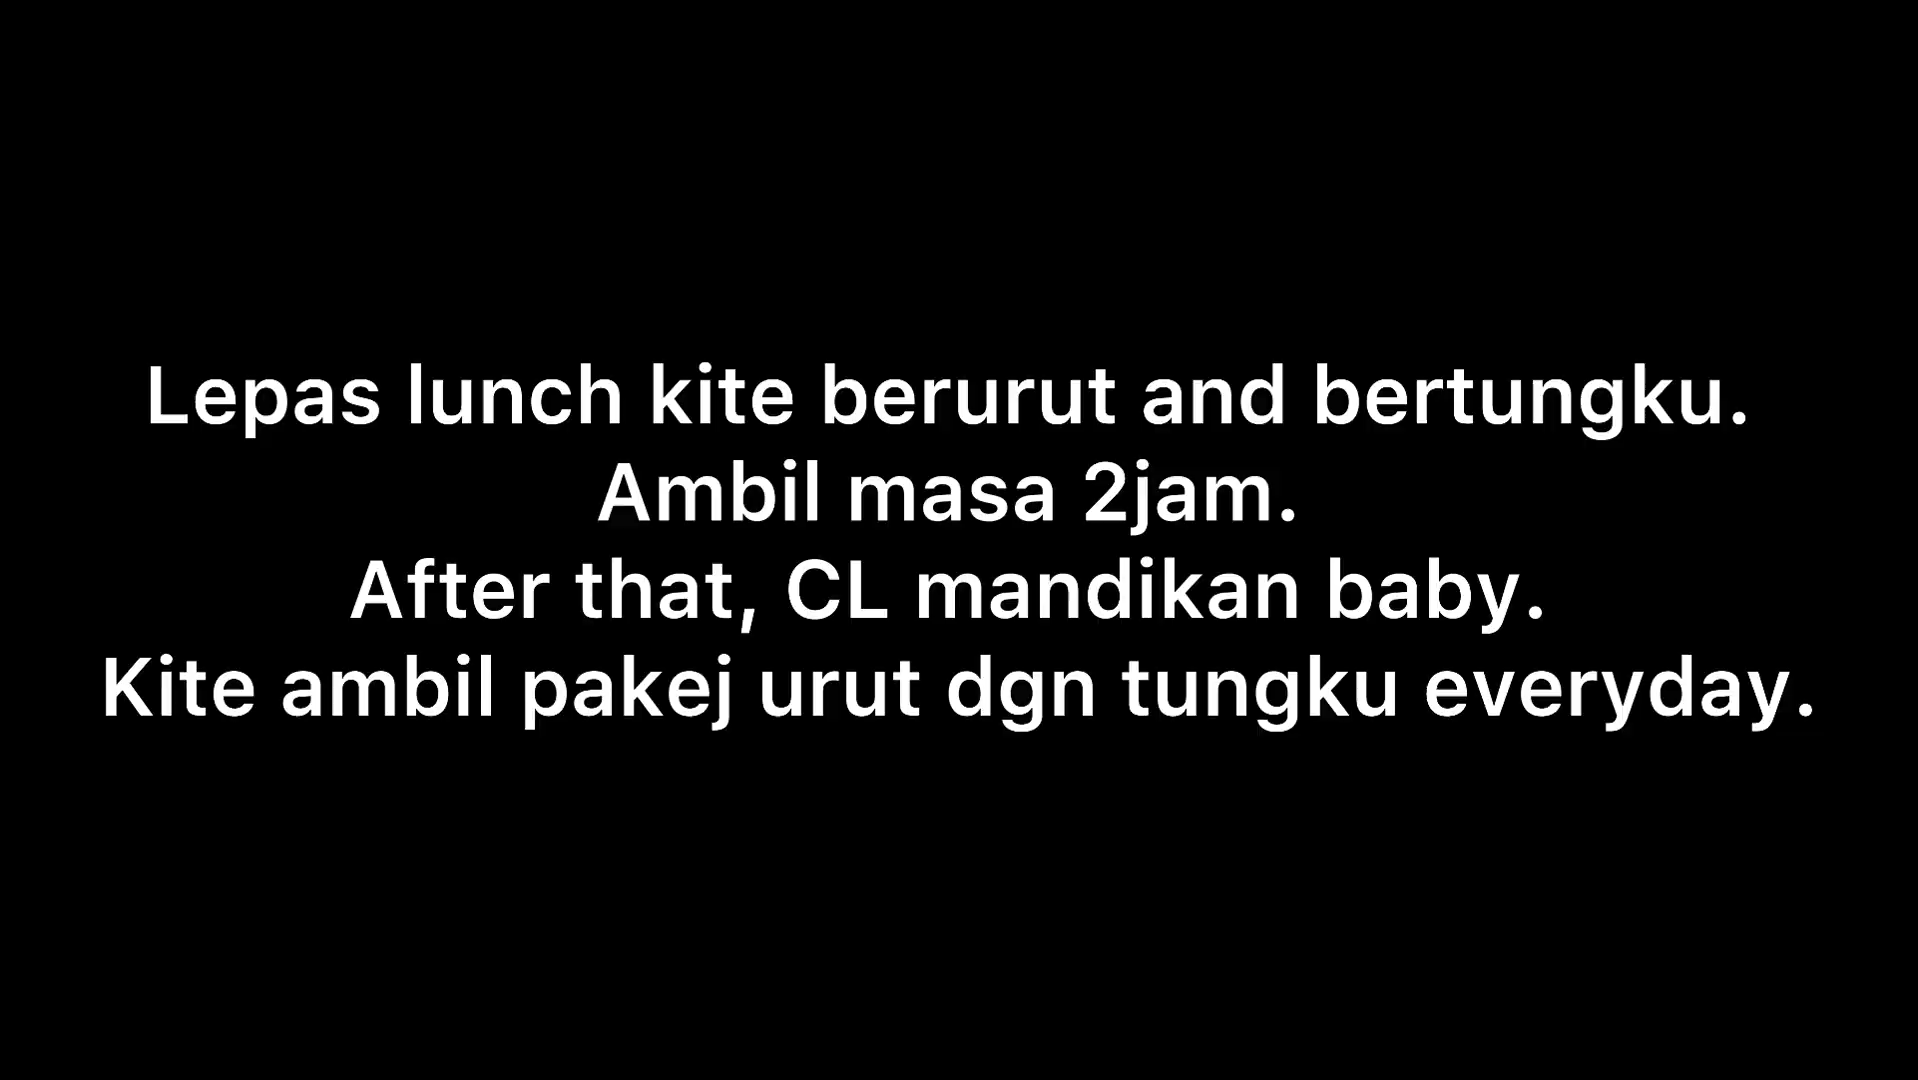 Lepas lunch kite berurut and bertungku.
Ambil masa 2jam.
After that, CL mandikan baby.
Kite ambil pakej urut dgn tungku everyday.